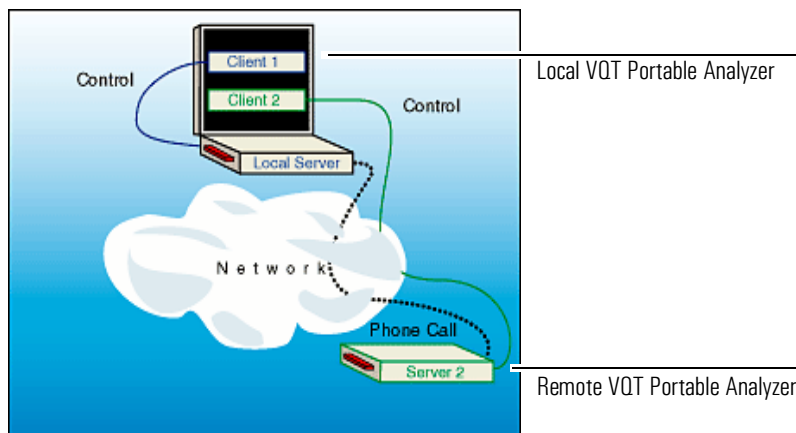 Client 1
Local VQT Portable Analyzer
Control
Client 2
Control
Local Server
Network
Phone Call
Server 2
Remote VQT Portable Analyzer